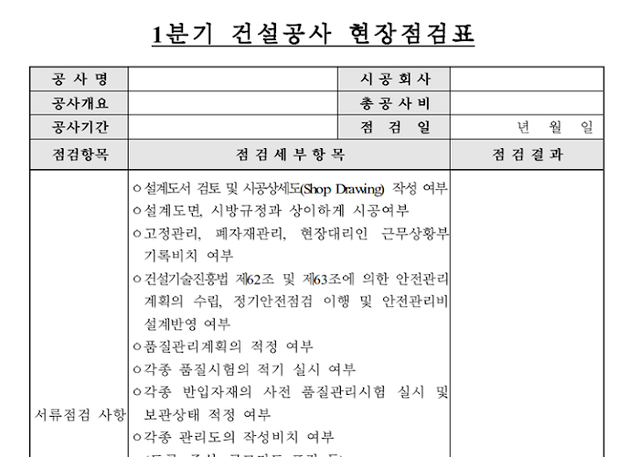 1분기 건설공사 현장점검표
공 사 명 시 공 회 사
공사개요 총 공 사 비
공사기간 점 검 일 년 월 일
점검항목 점 검 세 부 항 목 점 검 결 과
ㅇ설계도서 검토 및 시공상세도(Shop Drawing) 작성 여부
ㅇ설계도면, 시방규정과 상이하게 시공여부
ㅇ고정관리, 폐자재관리, 현장대리인 근무상황부
기록비치 여부
ㅇ건설기술진흥법 제62조 및 제63조에 의한 안전관리
계획의 수립, 정기안전점검 이행 및 안전관리비
설계반영 여부
ㅇ품질관리계획의 적정 여부
ㅇ각종 품질시험의 적기 실시 여부
ㅇ각종 반입자재의 사전 품질관리시험 실시 및
서류점검 사항 보관상태 적정 여부
ㅇ각종 관리도의 작성비치 여부